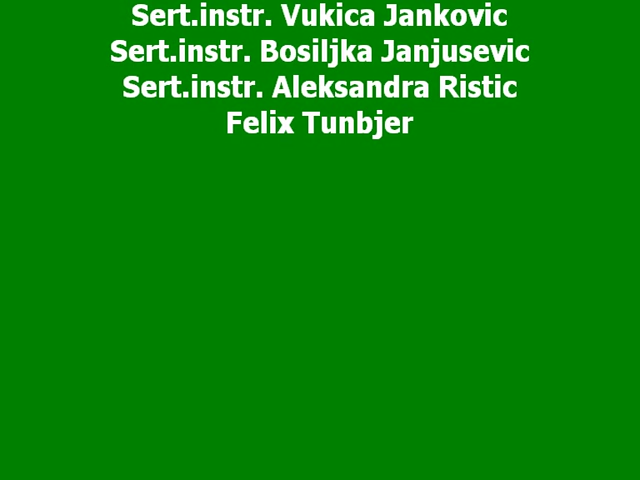 Sert.instr. Vukica Jankovic
Sert.instr. Bosiljka Janjusevic
Sert.instr. Aleksandra Ristic
Felix Tunbjer